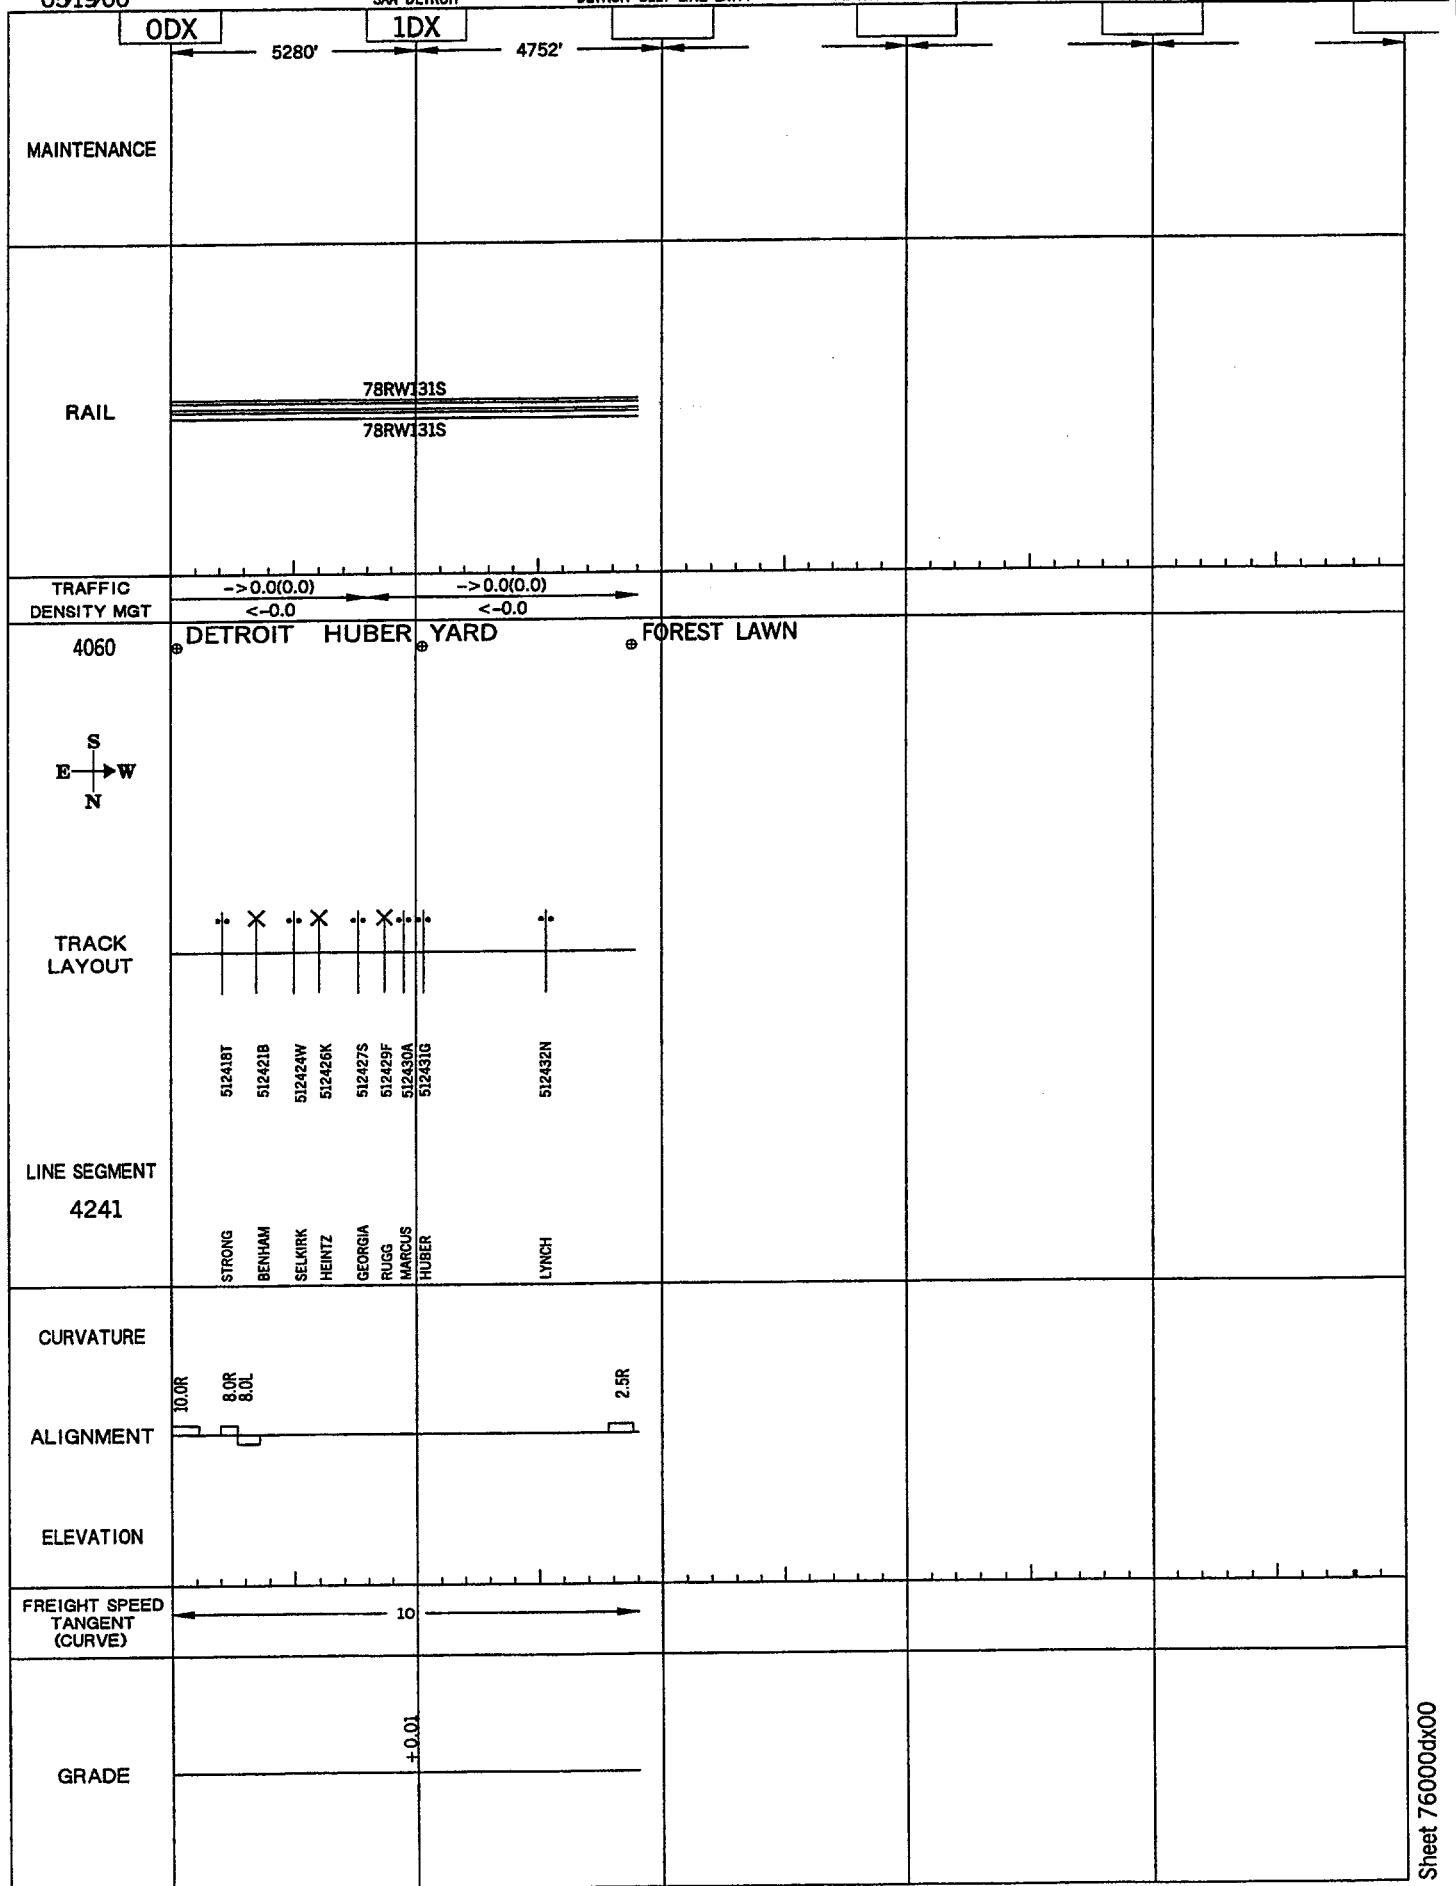 0DX 1DX
5280' 4752'
MAINTENANCE
RAIL
78RW131S
78RW131S
TRAFFIC
DENSITY MGT
->0.0(0.0) ->0.0(0.0)
<-0.0 <-0.0
4060
DETROIT HUBER YARD FOREST LAWN
S
E W
N
TRACK
LAYOUT
512418T
512421B
512424W
512426K
512427S
512429F
512430A
512431G
512432N
LINE SEGMENT
4241
STRONG
BENHAM
SELKIRK
HEINTZ
GEORGIA
RUGG
MARCUS
HUBER
LYNCH
CURVATURE
10.0R
8.0R
8.0L
2.5R
ALIGNMENT
ELEVATION
FREIGHT SPEED
TANGENT
(CURVE)
10
+0.01
GRADE
Sheet 76000dx00